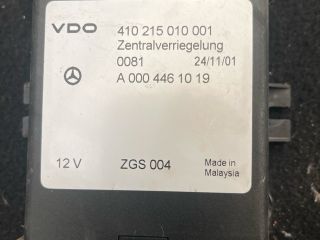 VDO 410 215 010 001
Zentralverriegelung
0081 24/11/01
A 000 446 10 19
12 V ZGS 004 Made in
Malaysia